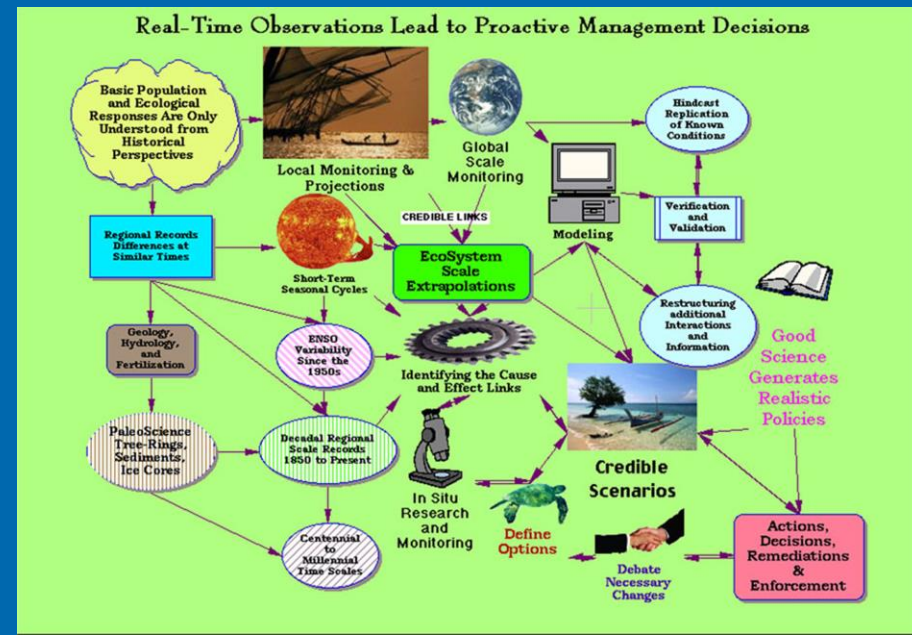 Real-Time Observations Lead to Proactive Management Decisions
Basic Population
and Ecological
Responses Are Only
Understood from
Historical
Perspectives
Local Monitoring &
Projections
Global
Scale
Monitoring
Hindcast
Replication
of Known
Conditions
CREDIBLE LINKS
Modeling
Verification
and
Validation
Regional Records
Differences at
Similar Times
EcoSystem
Scale
Extrapolations
Short-Term
Seasonal Cycles
Restructuring
additional
Interactions
and
Information
Geology,
Hydrology,
and
Fertilization
ENSO
Variability
Since the
1950s
Identifying the Cause
and Effect Links
Good
Science
Generates
Realistic
Policies
PaleoScience
Tree-Rings,
Sediments,
Ice Cores
Decadal Regional
Scale Records
1850 to Present
In Situ
Research
and
Monitoring
Credible
Scenarios
Define
Options
Centennial
to
Millennial
Time Scales
Debate
Necessary
Changes
Actions,
Decisions,
Remediations
&
Enforcement